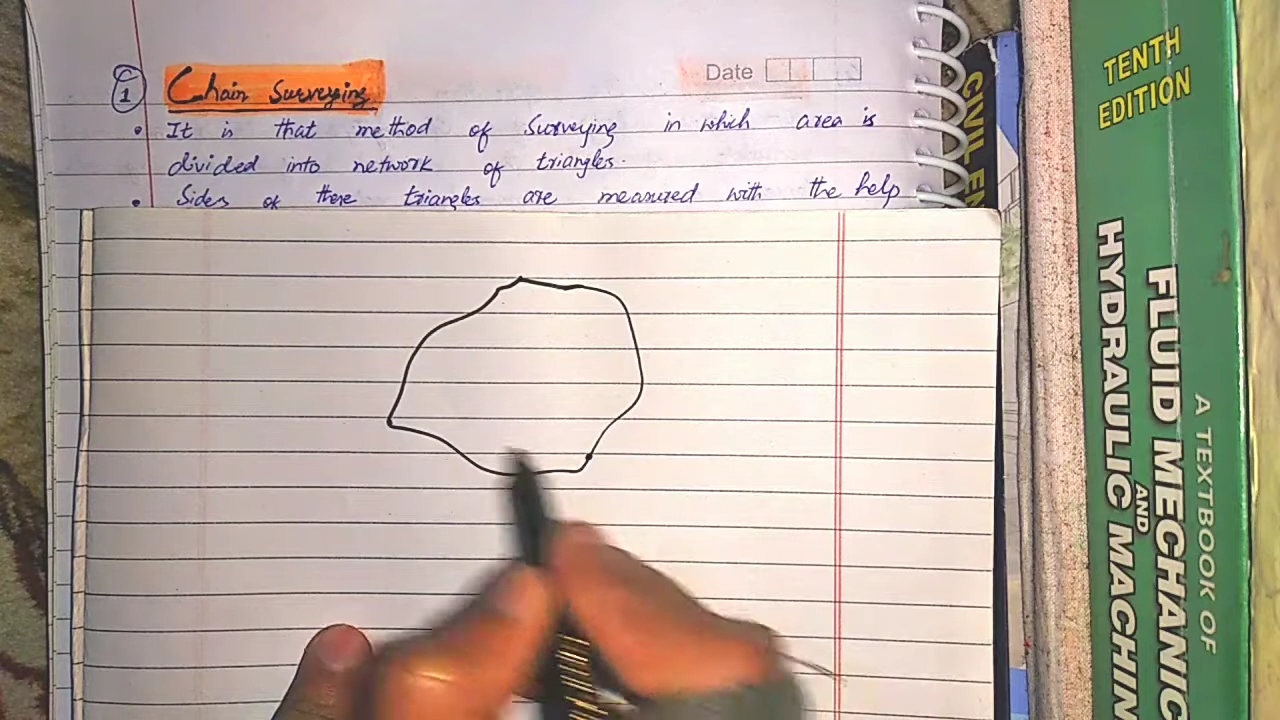 1 Chain Surveying
Date
It is that method of Surveying in which area is
divided into network of triangles.
Sides of these triangles are measured with the help
CIVIL EN
TENTH
EDITION
A TEXTBOOK OF
FLUID MECHANIC
AND
HYDRAULIC MACHIN